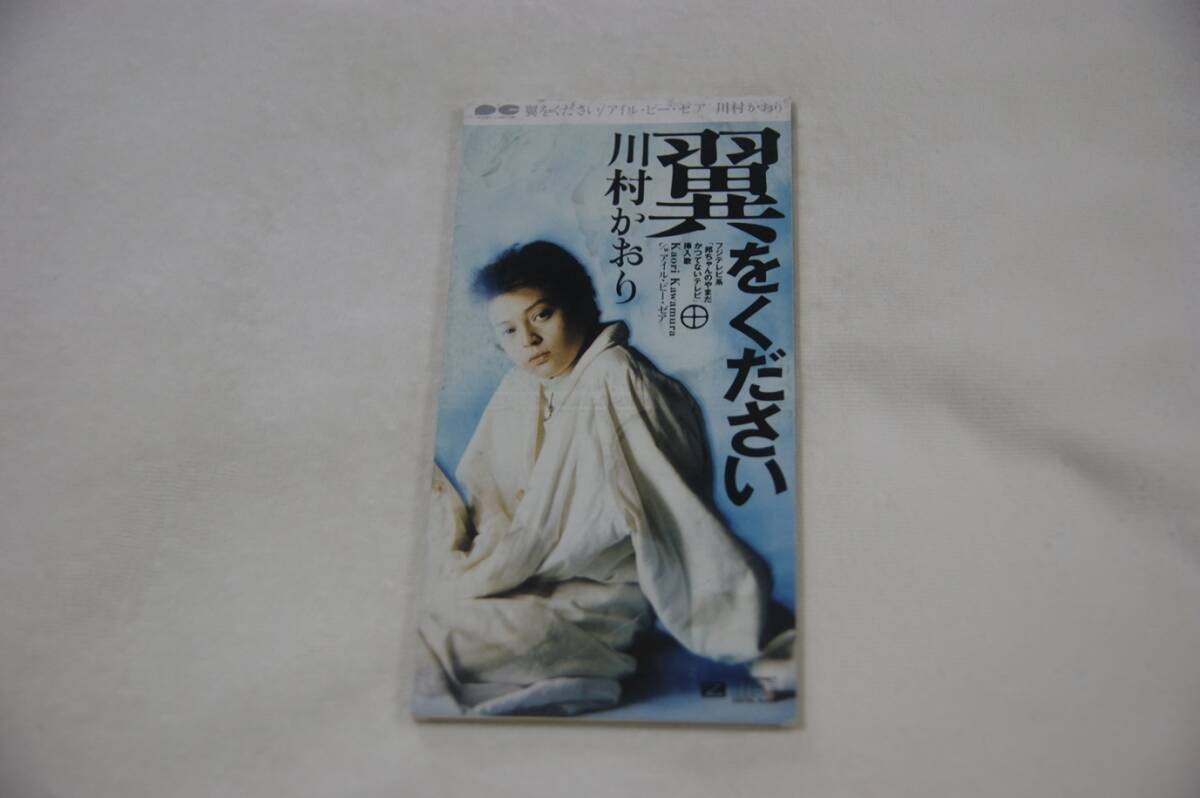 翼をください/アイル・ビー・ゼア 川村かおり
翼をください
川村かおり
フジテレビ系
「邦ちゃんのやまだ
かつてないテレビ」
挿入歌
Kaori Kawamura
アイル・ビー・ゼア